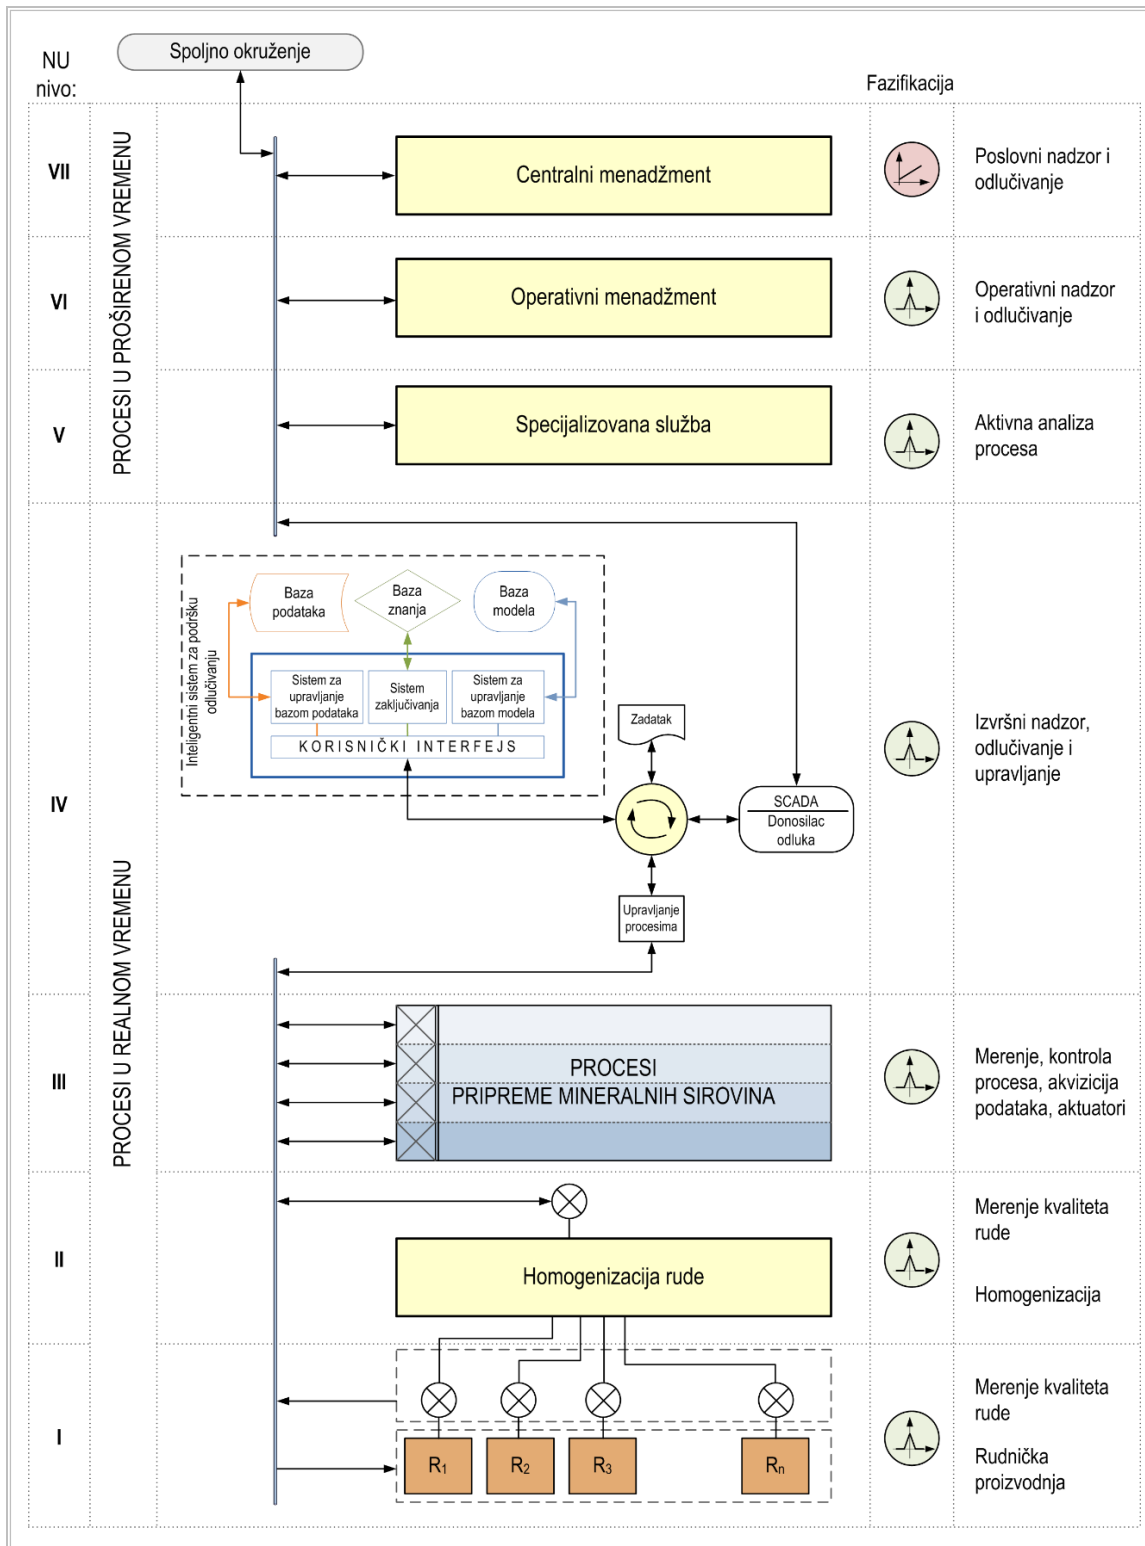 NU
nivo:
Spoljno okruženje
Fazifikacija
PROCESI U PROŠIRENOM VREMENU
VII
Centralni menadžment
Poslovni nadzor i
odlučivanje
VI
Operativni menadžment
Operativni nadzor
i odlučivanje
V
Specijalizovana služba
Aktivna analiza
procesa
PROCESI U REALNOM VREMENU
IV
Inteligentni sistem za podršku
odlučivanju
Baza
podataka
Baza
znanja
Baza
modela
Sistem za
upravljanje
bazom podataka
Sistem
zaključivanja
Sistem za
upravljanje
bazom modela
KORISNIČKI INTERFEJS
Zadatak
SCADA
Donosilac
odluka
Upravljanje
procesima
Izvršni nadzor,
odlučivanje i
upravljanje
III
PROCESI
PRIPREME MINERALNIH SIROVINA
Merenje, kontrola
procesa, akvizicija
podataka, aktuatori
II
Homogenizacija rude
Merenje kvaliteta
rude
Homogenizacija
I
R1
R2
R3
Rn
Merenje kvaliteta
rude
Rudnička
proizvodnja